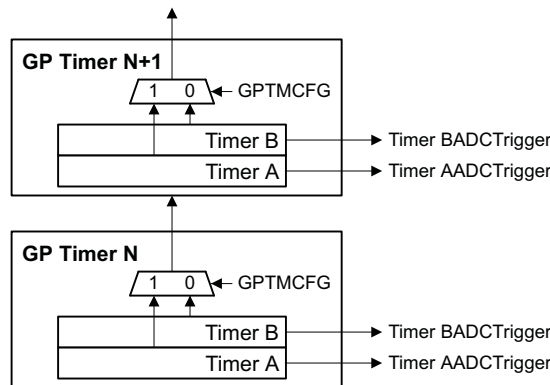 GP Timer N+1
1 0
GPTMCFG
Timer B
Timer BADCTrigger
Timer A
Timer AADCTrigger
GP Timer N
1 0
GPTMCFG
Timer B
Timer BADCTrigger
Timer A
Timer AADCTrigger